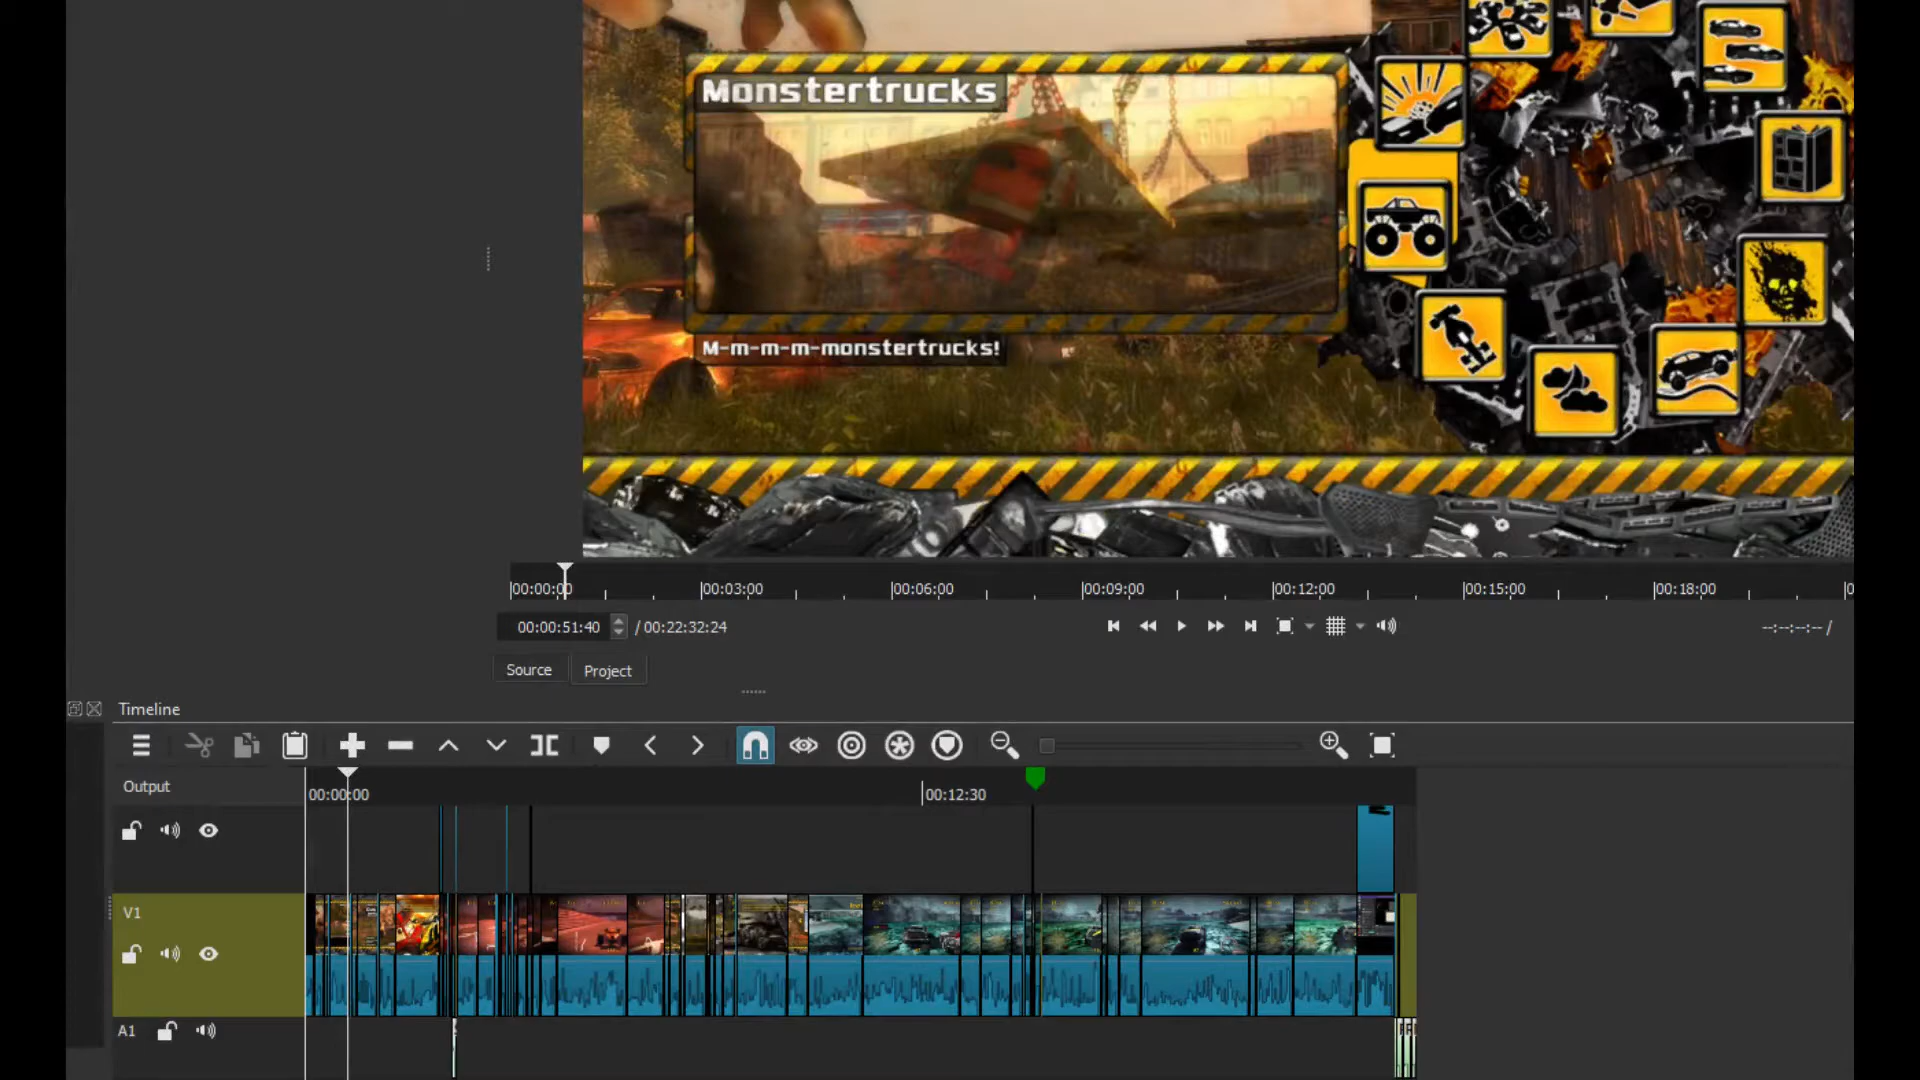 Monstertrucks
M-m-m-m-monstertrucks!
00:00:00
00:03:00
00:06:00
00:09:00
00:12:00
00:15:00
00:18:00
00:00:51:40 / 00:22:32:24
--:--:--:-- /
Source Project
Timeline
Output
00:00:00
00:12:30
V1
A1